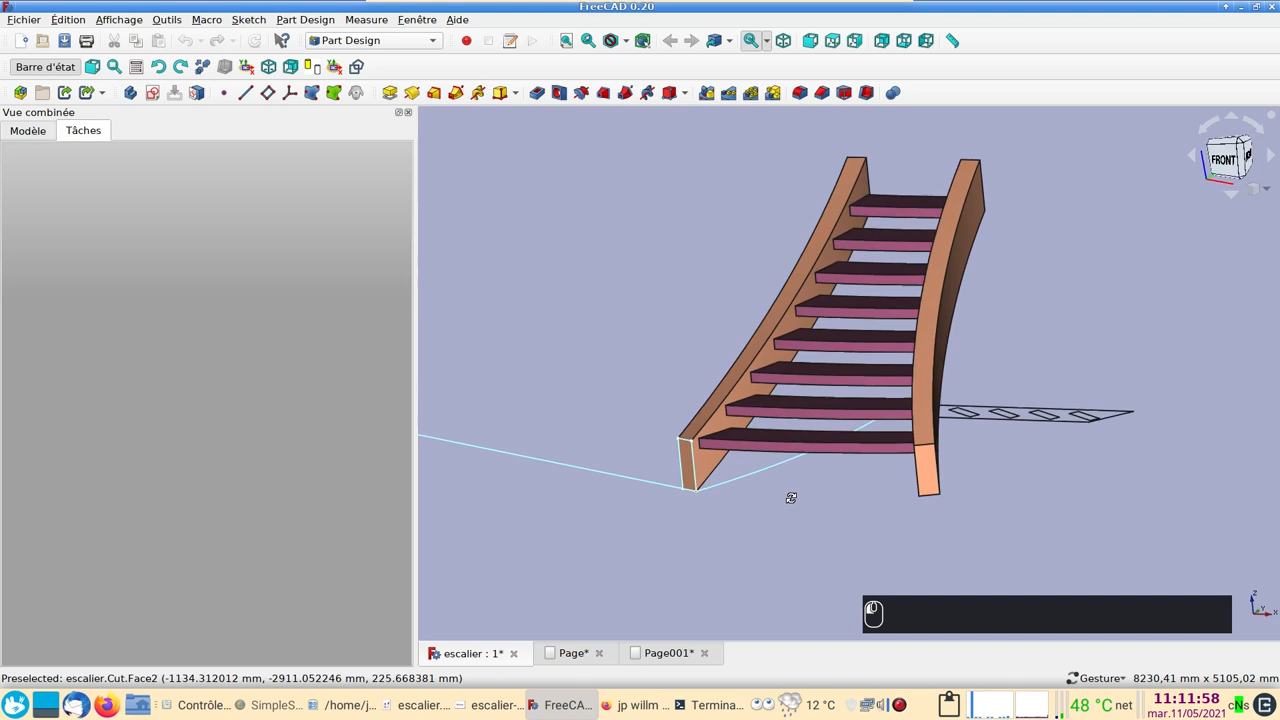 FreeCAD 0.20
Fichier Édition Affichage Outils Macro Sketch Part Design Measure Fenêtre Aide
Part Design
Barre d'état
Vue combinée
Modèle Tâches
FRONT
Z
Y
X
escalier : 1* Page* Page001*
Preselected: escalier.Cut.Face2 (-1134.312012 mm, -2911.052246 mm, 225.668381 mm) Gesture 8230,41 mm x 5105,02 mm
Contrôle... SimpleS... /home/j... escalier.... escalier-... FreeCA... jp willm ... Termina... 12 °C 48 °C net 11:11:58
mar.11/05/2021